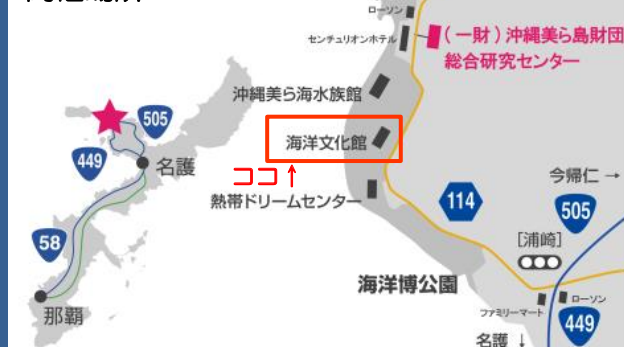 ローソン
センチュリオンホテル
(一財)沖縄美ら島財団
総合研究センター
沖縄美ら海水族館
海洋文化館
ココ↑
熱帯ドリームセンター
505
449
名護
58
那覇
114
今帰仁→
505
[浦崎]
海洋博公園
ファミリーマート
ローソン
449
名護↓